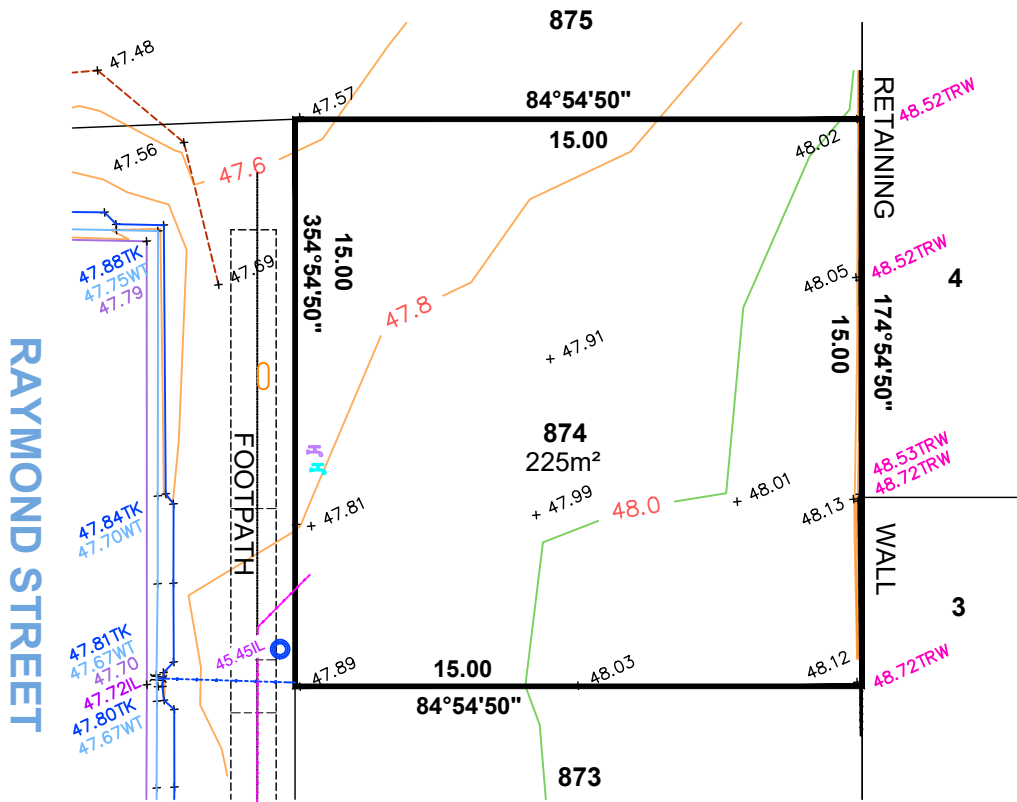 875
47.48
84°54'50"
47.57
15.00
48.52TRW
RETAINING
48.02
47.56
47.6
354°54'50"
15.00
48.52TRW
48.05
4
47.69
47.88TK
47.75WT
47.79
47.8
174°54'50"
15.00
47.91
RAYMOND STREET
FOOTPATH
874
225m²
48.53TRW
48.72TRW
47.99
48.0
48.01
48.13
47.81
47.84TK
47.70WT
WALL
3
47.81TK
47.67WT
47.70
47.72IL
47.80TK
47.67WT
45.45IL
47.89
15.00
48.03
48.12
48.72TRW
84°54'50"
873